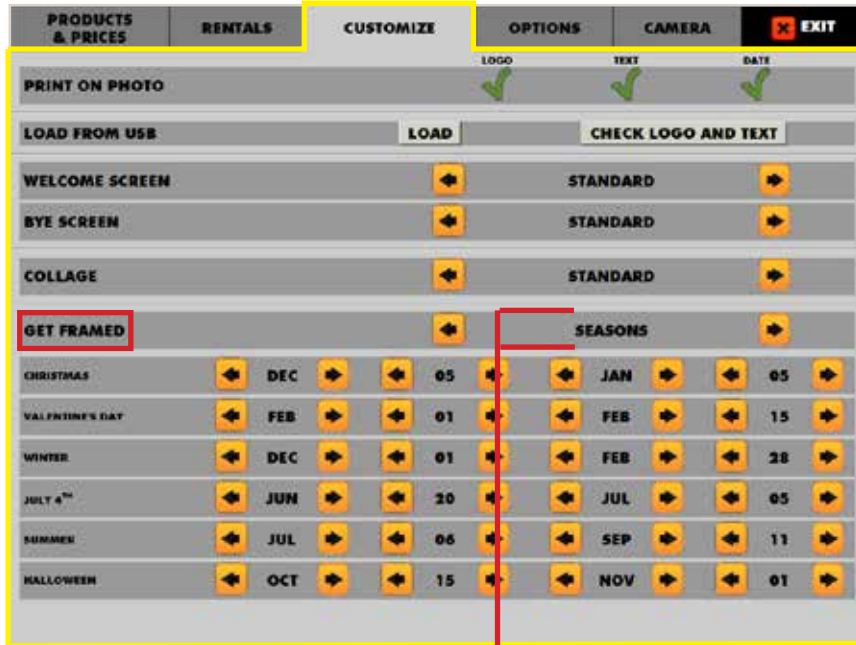 PRODUCTS
& PRICES
RENTALS
CUSTOMIZE
OPTIONS
CAMERA
EXIT
LOGO TEXT DATE
PRINT ON PHOTO
LOAD FROM USB LOAD CHECK LOGO AND TEXT
WELCOME SCREEN STANDARD
BYE SCREEN STANDARD
COLLAGE STANDARD
GET FRAMED SEASONS
CHRISTMAS DEC 05 JAN 05
VALENTINE'S DAY FEB 01 FEB 15
WINTER DEC 01 FEB 28
JULY 4TH JUN 20 JUL 05
SUMMER JUL 06 SEP 11
HALLOWEEN OCT 15 NOV 01